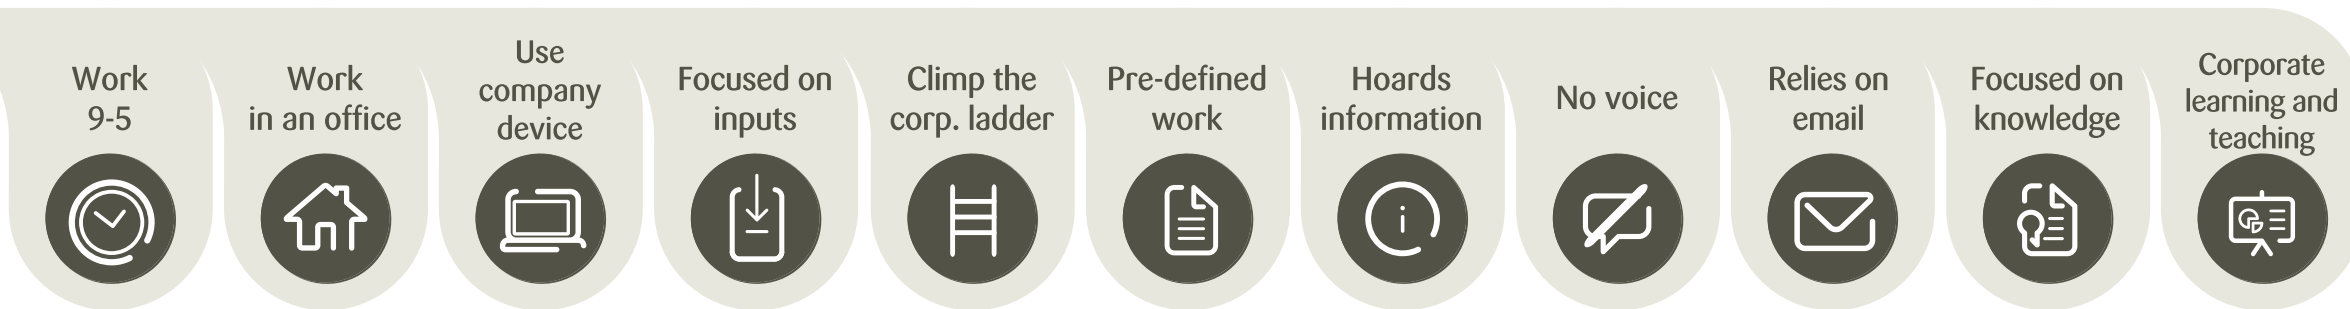 Work
9-5
Work
in an office
Use
company
device
Focused on
inputs
Climp the
corp. ladder
Pre-defined
work
Hoards
information
No voice
Relies on
email
Focused on
knowledge
Corporate
learning and
teaching